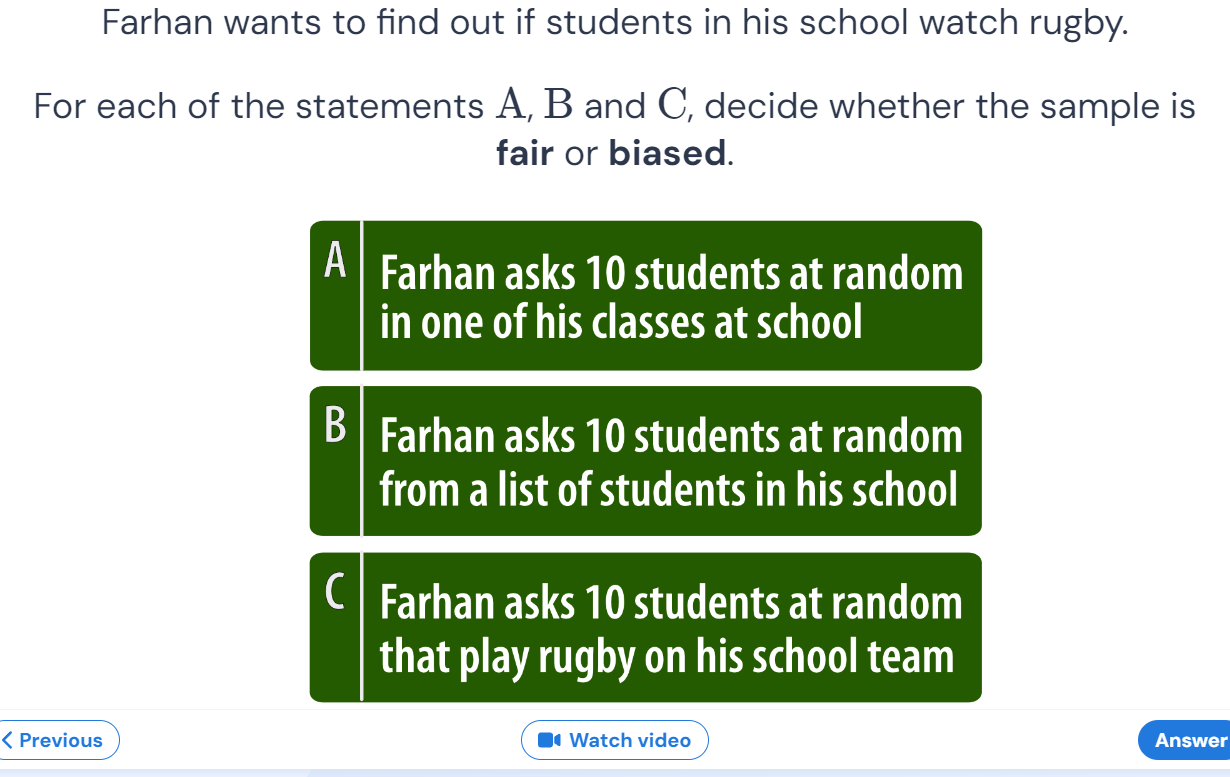 Farhan wants to find out if students in his school watch rugby.
For each of the statements A, B and C, decide whether the sample is
fair or biased.
A
Farhan asks 10 students at random
in one of his classes at school
B
Farhan asks 10 students at random
from a list of students in his school
C
Farhan asks 10 students at random
that play rugby on his school team
Previous
Watch video
Answer